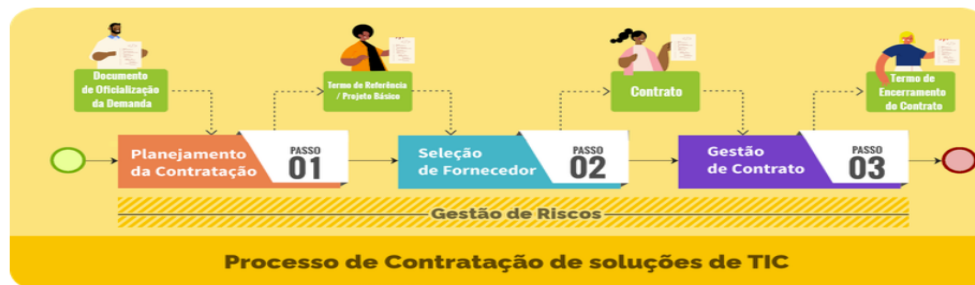 Documento
de Oficialização
da Demanda
Termo de Referência
/ Projeto Básico
Contrato
Termo de
Encerramento
do Contrato
Planejamento
da Contratação
PASSO
01
Seleção
de Fornecedor
PASSO
02
Gestão
de Contrato
PASSO
03
Gestão de Riscos
Processo de Contratação de soluções de TIC